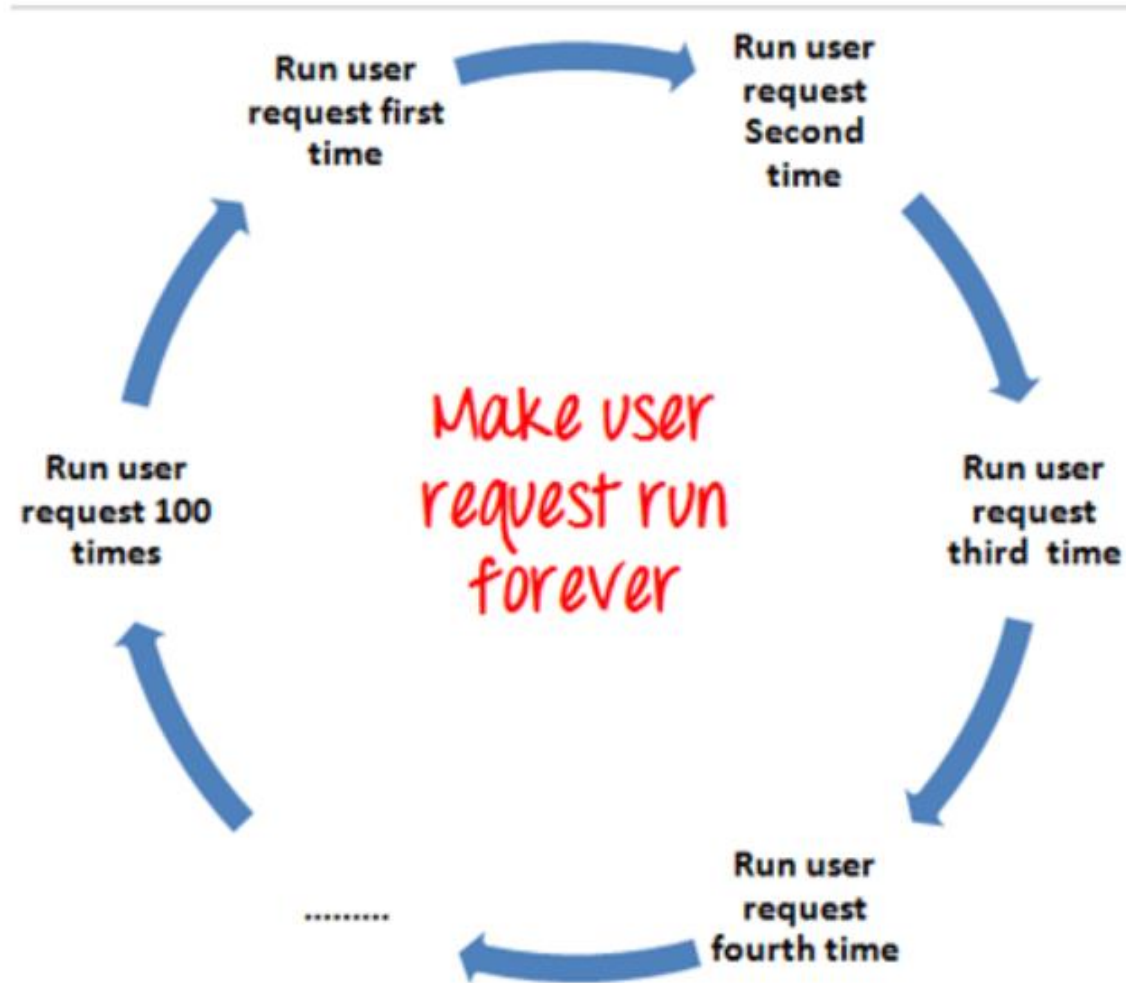 Run user
request first
time
Run user
request
Second
time
Run user
request
third time
Run user
request
fourth time
.........
Run user
request 100
times
Make user
request run
forever